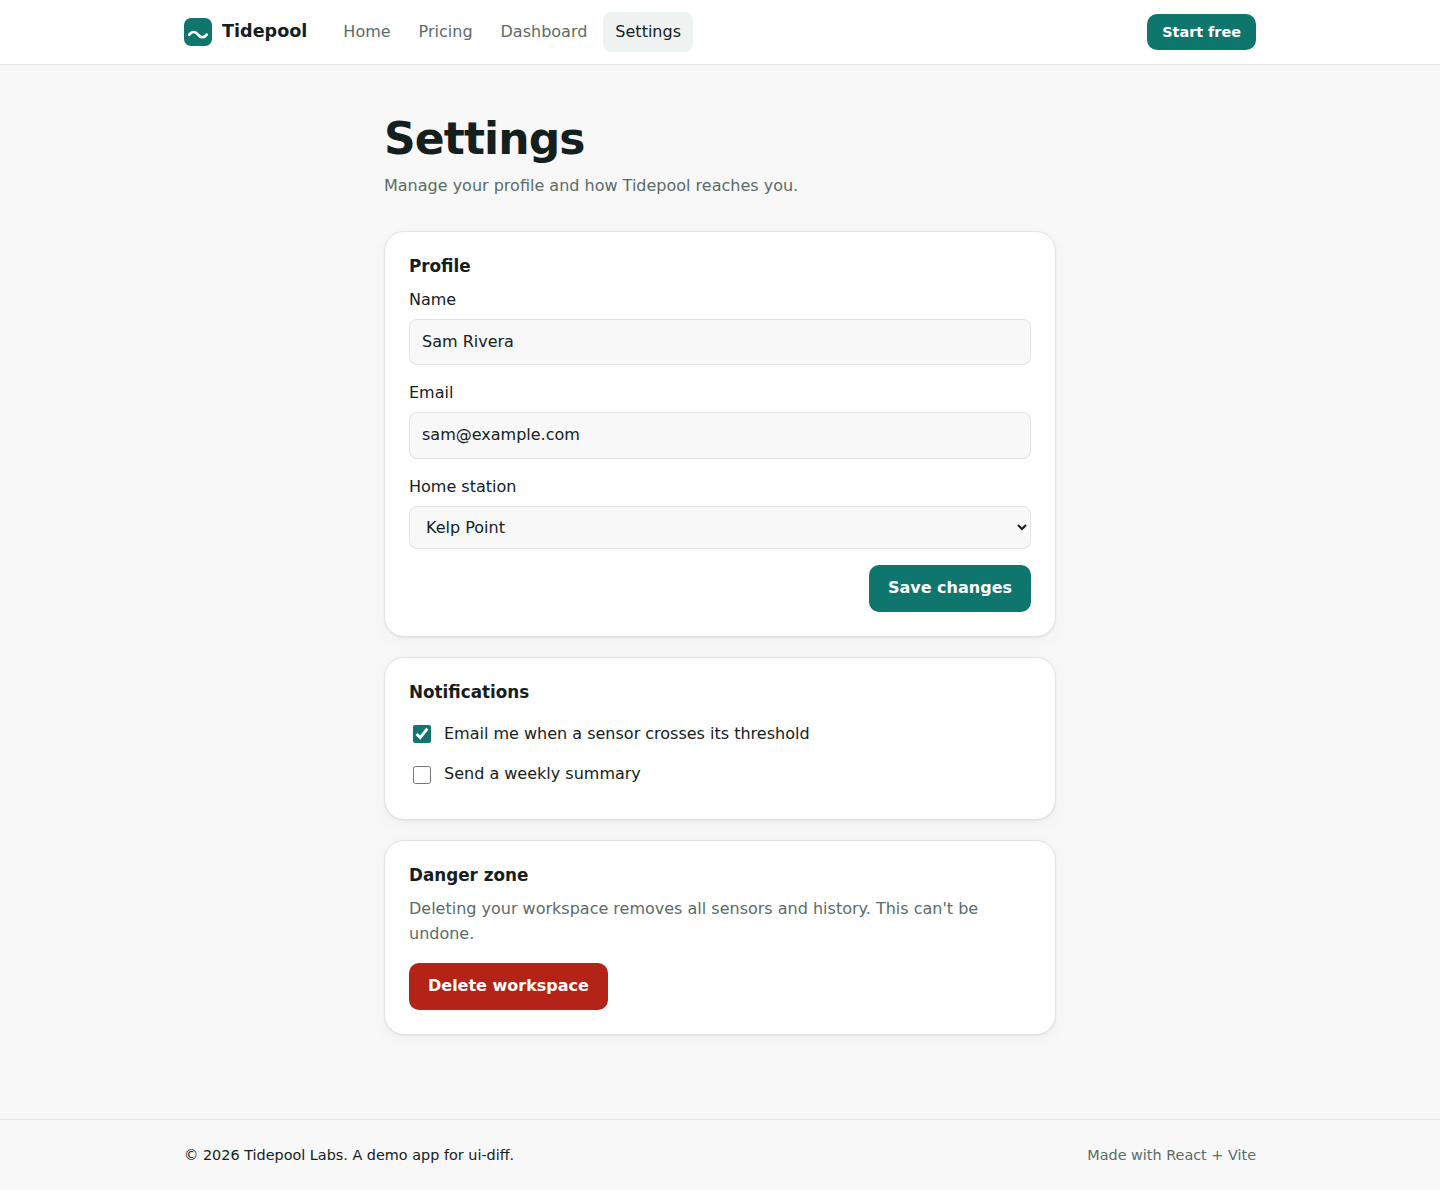 Tidepool
Home
Pricing
Dashboard
Settings
Start free
Settings
Manage your profile and how Tidepool reaches you.
Profile
Name
Sam Rivera
Email
sam@example.com
Home station
Kelp Point
Save changes
Notifications
Email me when a sensor crosses its threshold
Send a weekly summary
Danger zone
Deleting your workspace removes all sensors and history. This can't be
undone.
Delete workspace
© 2026 Tidepool Labs. A demo app for ui-diff.
Made with React + Vite